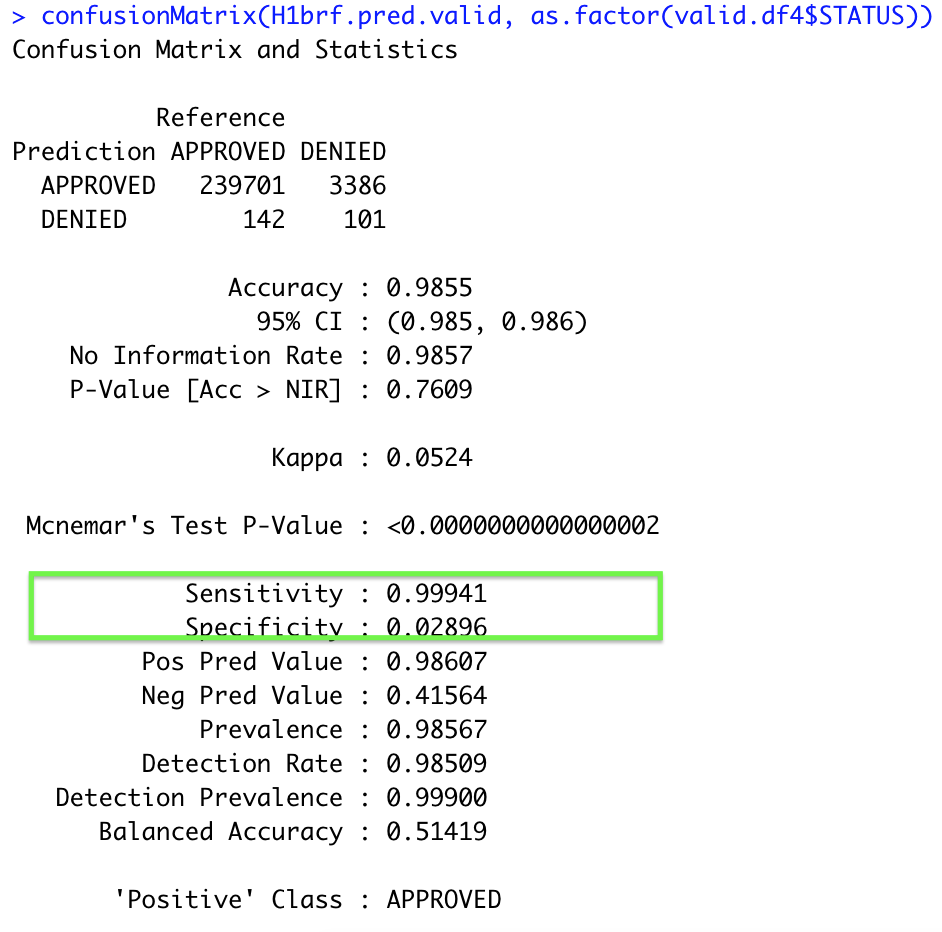 > confusionMatrix(H1brf.pred.valid, as.factor(valid.df4$STATUS))
Confusion Matrix and Statistics
Reference
Prediction APPROVED DENIED
APPROVED 239701 3386
DENIED 142 101
Accuracy : 0.9855
95% CI : (0.985, 0.986)
No Information Rate : 0.9857
P-Value [Acc > NIR] : 0.7609
Kappa : 0.0524
Mcnemar's Test P-Value : <0.0000000000000002
Sensitivity : 0.99941
Specificity : 0.02896
Pos Pred Value : 0.98607
Neg Pred Value : 0.41564
Prevalence : 0.98567
Detection Rate : 0.98509
Detection Prevalence : 0.99900
Balanced Accuracy : 0.51419
'Positive' Class : APPROVED